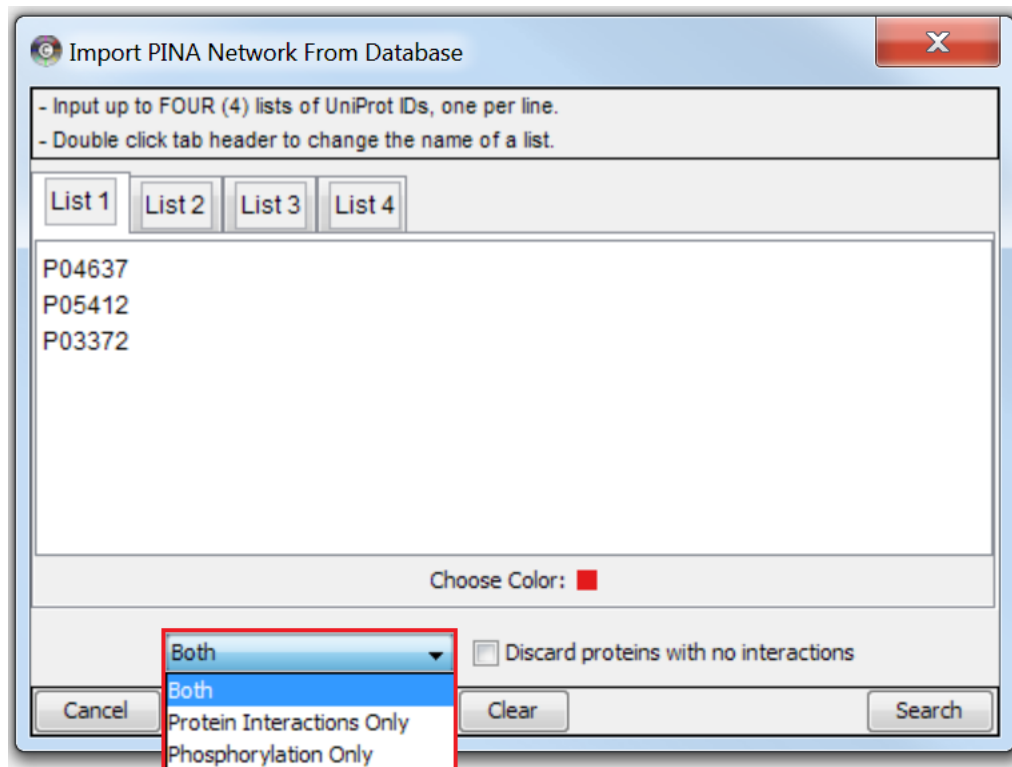 Import PINA Network From Database
- Input up to FOUR (4) lists of UniProt IDs, one per line.
- Double click tab header to change the name of a list.
List 1 List 2 List 3 List 4
P04637
P05412
P03372
Choose Color:
Both Discard proteins with no interactions
Both
Cancel Clear Search
Protein Interactions Only
Phosphorylation Only